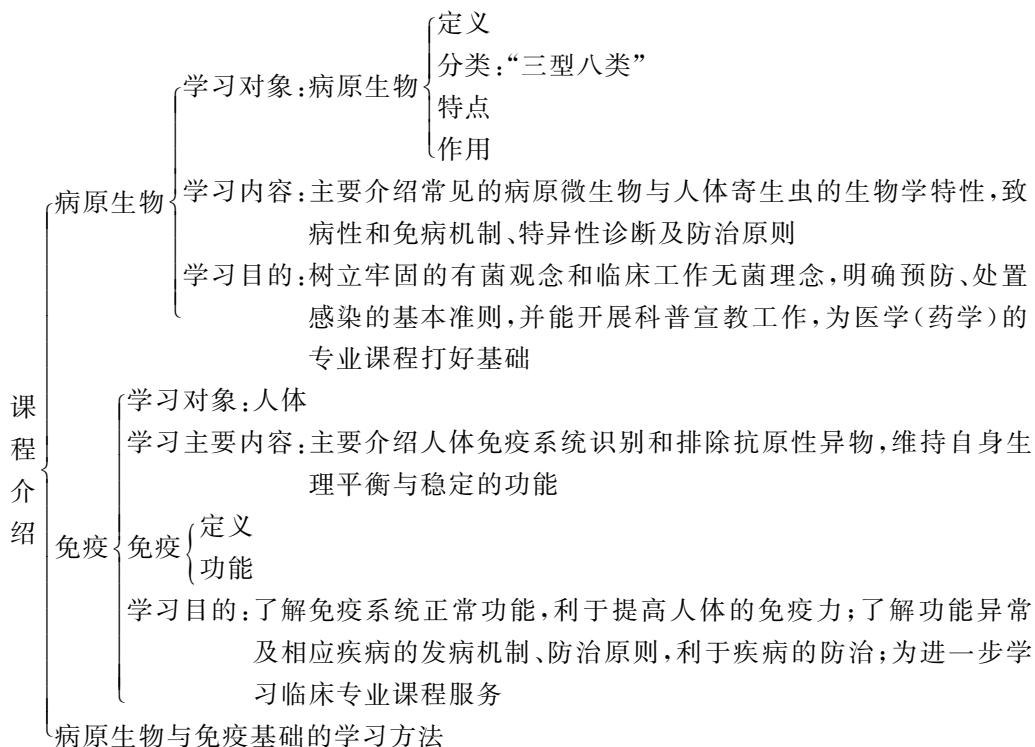 定义
分类:“三型八类”
学习对象:病原生物
特点
作用
病原生物
学习内容:主要介绍常见的病原微生物与人体寄生虫的生物学特性,致
病性和免病机制、特异性诊断及防治原则
学习目的:树立牢固的有菌观念和临床工作无菌理念,明确预防、处置
感染的基本准则,并能开展科普宣教工作,为医学(药学)的
专业课程打好基础
课程介绍
学习对象:人体
学习主要内容:主要介绍人体免疫系统识别和排除抗原性异物,维持自身生
理平衡与稳定的功能
免疫
免疫
定义
功能
学习目的:了解免疫系统正常功能,利于提高人体的免疫力;了解功能异常
及相应疾病的发病机制、防治原则,利于疾病的防治;为进一步学
习临床专业课程服务
病原生物与免疫基础的学习方法